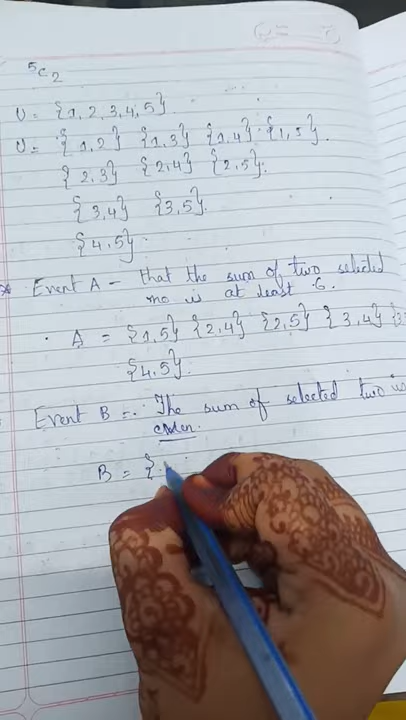 ⁵C₂
U = {1,2,3,4,5}
U = {1,2} {1,3} {1,4} {1,5}
{2,3} {2,4} {2,5}
{3,4} {3,5}
{4,5}
Event A - that the sum of two selected
no is at least 6.
A = {1,5} {2,4} {2,5} {3,4} {3
{4,5}
Event B = The sum of selected two is
B = {